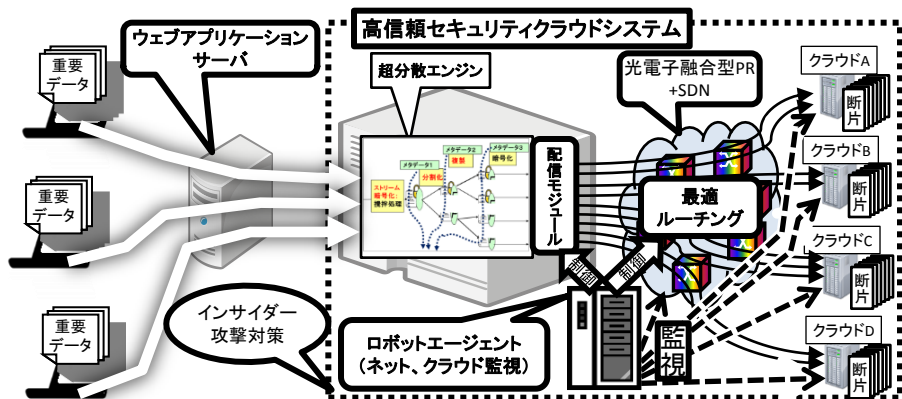 高信頼セキュリティクラウドシステム
ウェブアプリケーション
サーバ
超分散エンジン
光電子融合型PR
+SDN
クラウドA
断片
重要
データ
メタデータ1
メタデータ2
メタデータ3
分割化
複製
暗号化
ストリーム
暗号化:
攪拌処理
配信モジュール
最適
ルーチング
クラウドB
断片
重要
データ
制御
制御
クラウドC
断片
インサイダー
攻撃対策
ロボットエージェント
(ネット、クラウド監視)
監視
クラウドD
断片
重要
データ